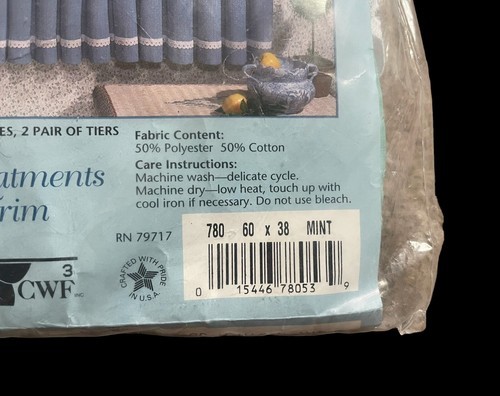 ES, 2 PAIR OF TIERS
Fabric Content:
50% Polyester 50% Cotton
Care Instructions:
Machine wash—delicate cycle.
Machine dry—low heat, touch up with
cool iron if necessary. Do not use bleach.
atments
rim
RN 79717
780 60 x 38 MINT
CRAFTED WITH PRIDE
IN U.S.A.
3
CWF INC
0 15446 78053 9